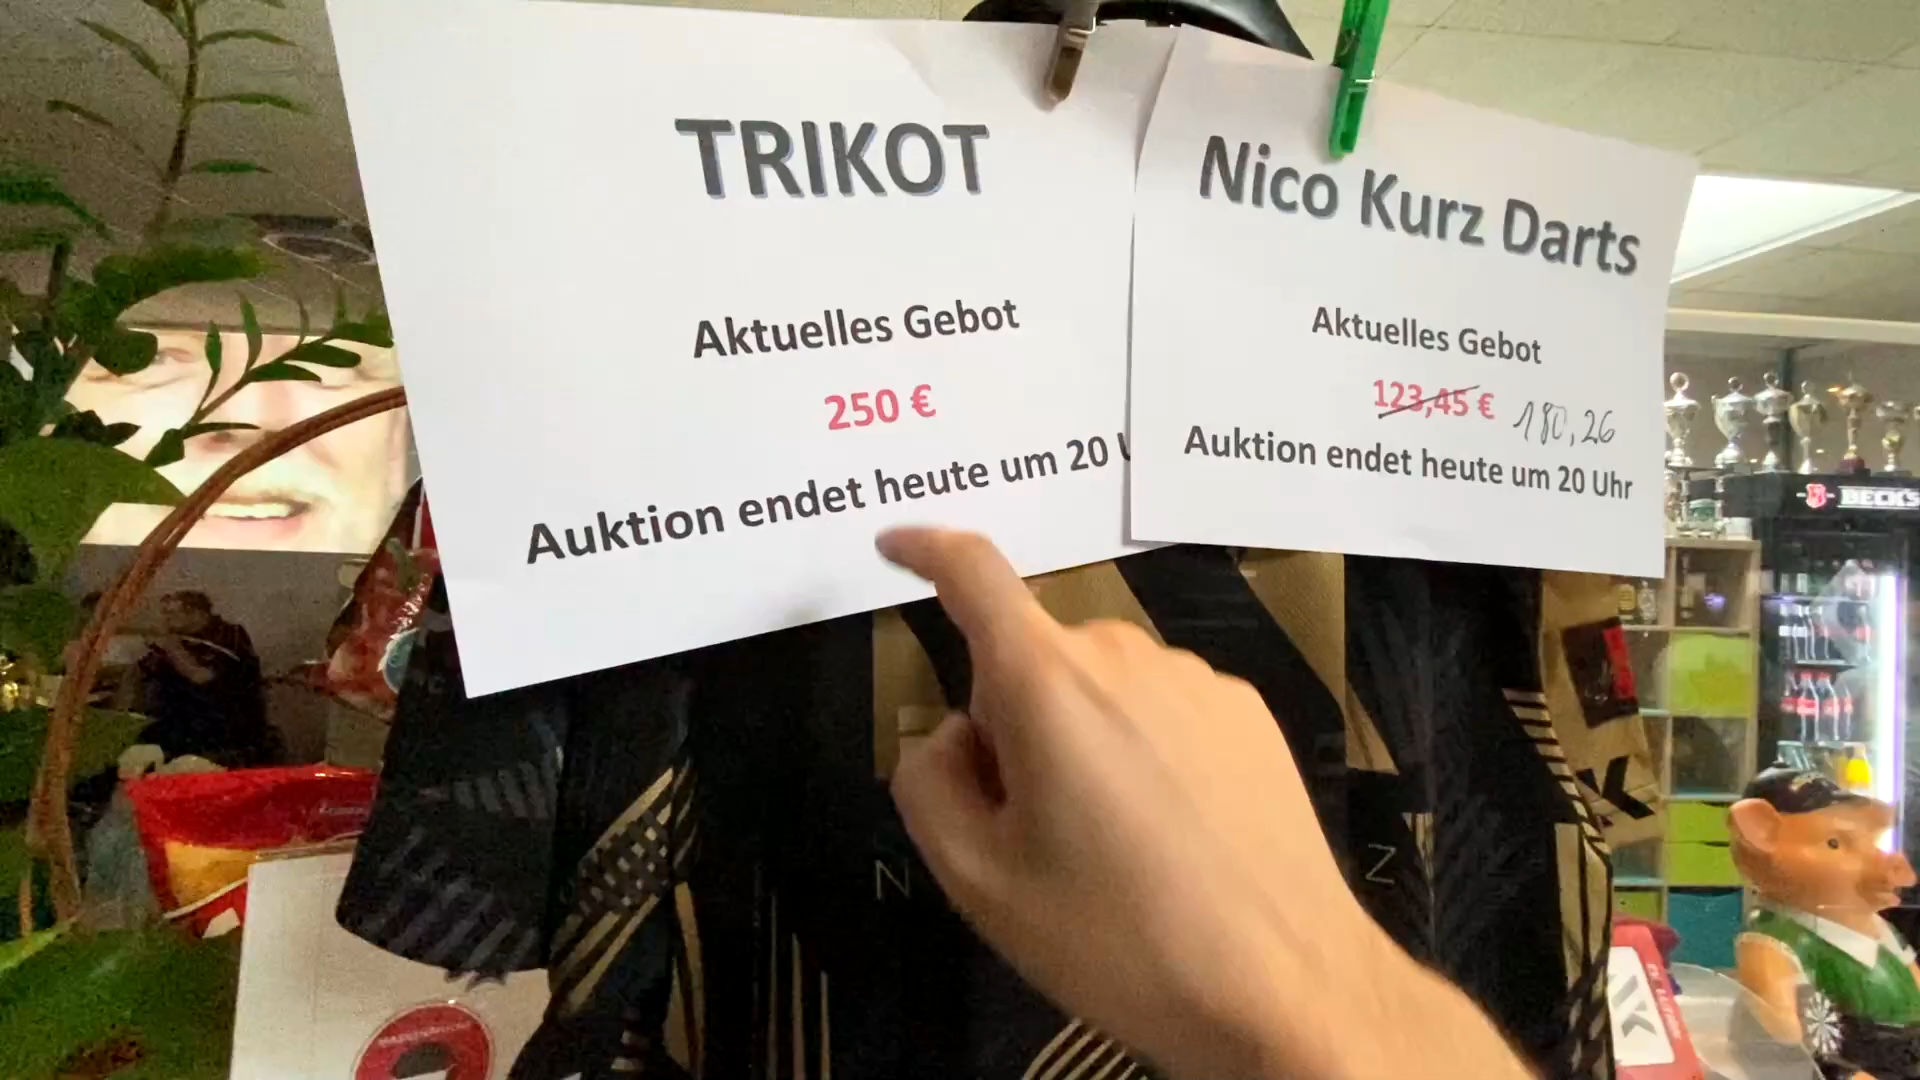 TRIKOT
Aktuelles Gebot
250 €
Auktion endet heute um 20 U
Nico Kurz Darts
Aktuelles Gebot
123,45 € 180,26
Auktion endet heute um 20 Uhr
BECK'S
N
Z